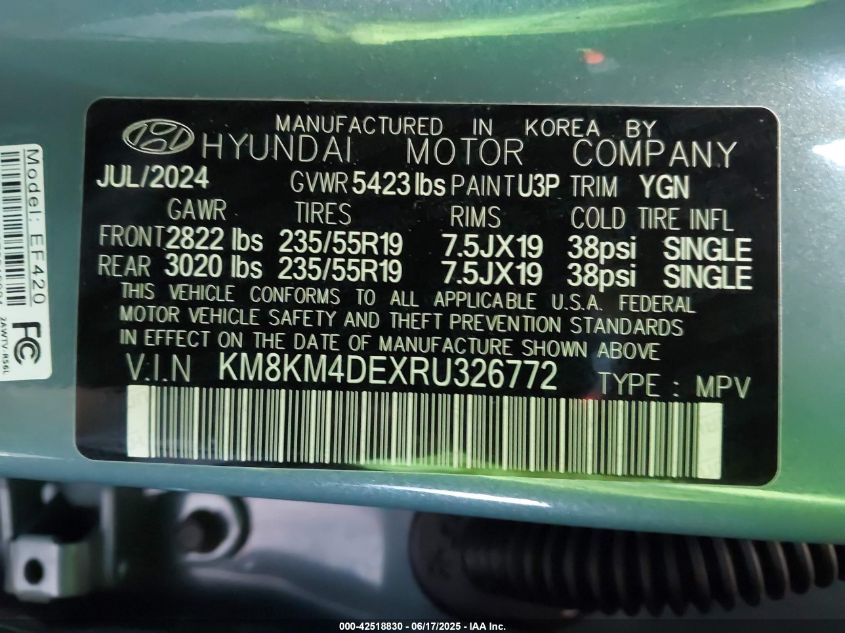 MANUFACTURED IN KOREA BY
HYUNDAI MOTOR COMPANY
JUL/2024 GVWR 5423 lbs PAINT U3P TRIM YGN
GAWR TIRES RIMS COLD TIRE INFL
FRONT 2822 lbs 235/55R19 7.5JX19 38psi SINGLE
REAR 3020 lbs 235/55R19 7.5JX19 38psi SINGLE
THIS VEHICLE CONFORMS TO ALL APPLICABLE U.S.A. FEDERAL
MOTOR VEHICLE SAFETY AND THEFT PREVENTION STANDARDS
IN EFFECT ON THE DATE OF MANUFACTURE SHOWN ABOVE
V.I.N KM8KM4DEXRU326772 TYPE : MPV
Model: EF420
FC
000-42518830 - 06/17/2025 - IAA Inc.